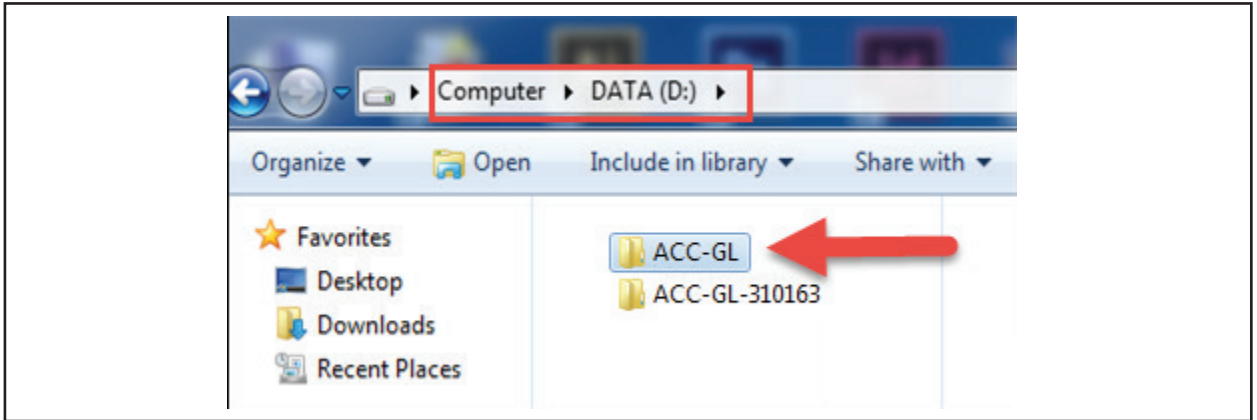 Computer DATA (D:)
Organize Open Include in library Share with
Favorites
Desktop
Downloads
Recent Places
ACC-GL
ACC-GL-310163